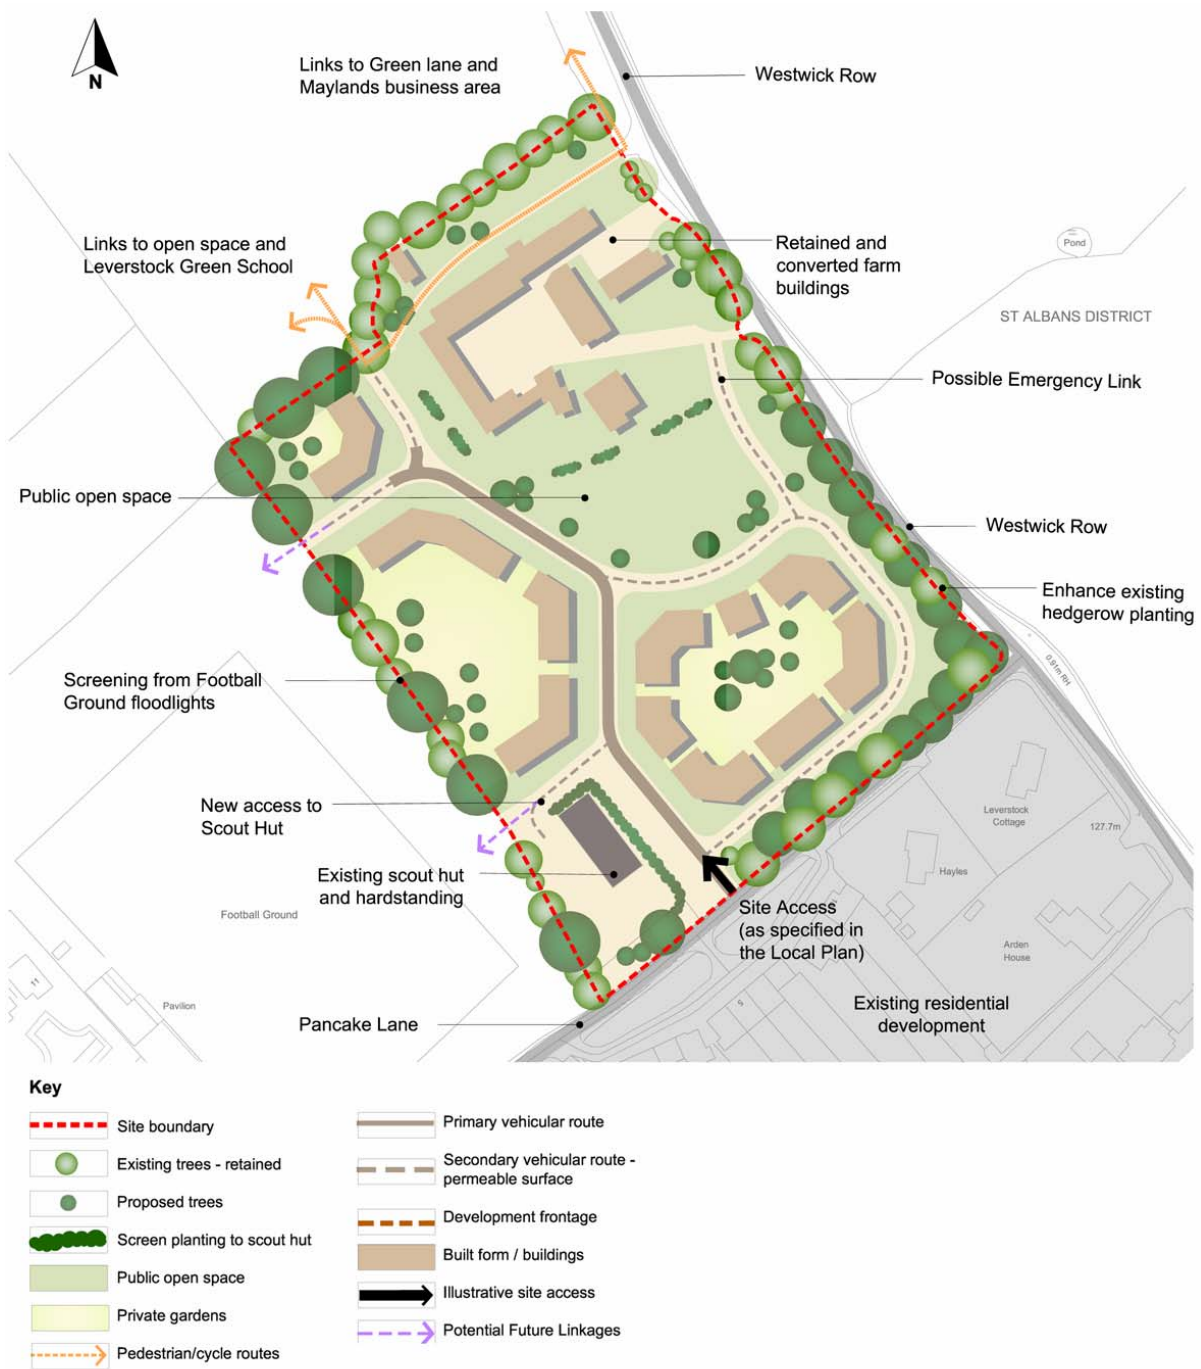 N
Links to Green lane and
Maylands business area
Westwick Row
Links to open space and
Leverstock Green School
Retained and
converted farm
buildings
Pond
ST ALBANS DISTRICT
Possible Emergency Link
Public open space
Westwick Row
Enhance existing
hedgerow planting
0.91m RH
Screening from Football
Ground floodlights
New access to
Scout Hut
Leverstock
Cottage
127.7m
Existing scout hut
and hardstanding
Hayles
Football Ground
Site Access
(as specified in
the Local Plan)
Arden
House
11
Pavilion
5
Existing residential
development
Pancake Lane
Key
Site boundary
Existing trees - retained
Proposed trees
Screen planting to scout hut
Public open space
Private gardens
Pedestrian/cycle routes
Primary vehicular route
Secondary vehicular route -
permeable surface
Development frontage
Built form / buildings
Illustrative site access
Potential Future Linkages